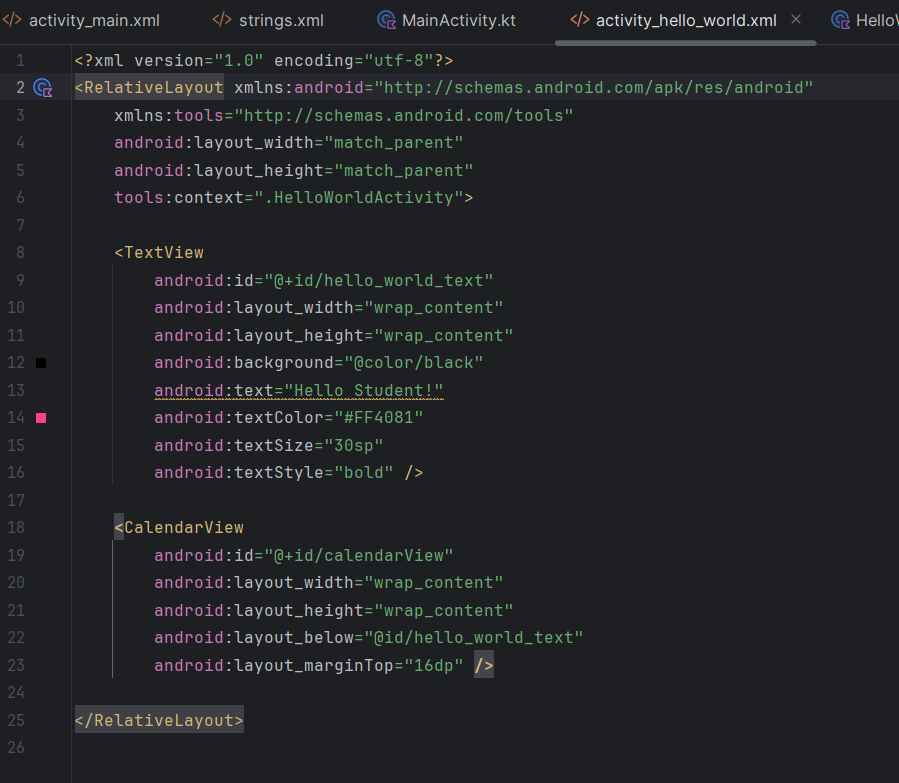 activity_main.xml strings.xml MainActivity.kt activity_hello_world.xml
1 <?xml version="1.0" encoding="utf-8"?>
2 <RelativeLayout xmlns:android="http://schemas.android.com/apk/res/android"
3 xmlns:tools="http://schemas.android.com/tools"
4 android:layout_width="match_parent"
5 android:layout_height="match_parent"
6 tools:context=".HelloWorldActivity">
7
8 <TextView
9 android:id="@+id/hello_world_text"
10 android:layout_width="wrap_content"
11 android:layout_height="wrap_content"
12 android:background="@color/black"
13 android:text="Hello Student!"
14 android:textColor="#FF4081"
15 android:textSize="30sp"
16 android:textStyle="bold" />
17
18 <CalendarView
19 android:id="@+id/calendarView"
20 android:layout_width="wrap_content"
21 android:layout_height="wrap_content"
22 android:layout_below="@id/hello_world_text"
23 android:layout_marginTop="16dp" />
24
25 </RelativeLayout>
26